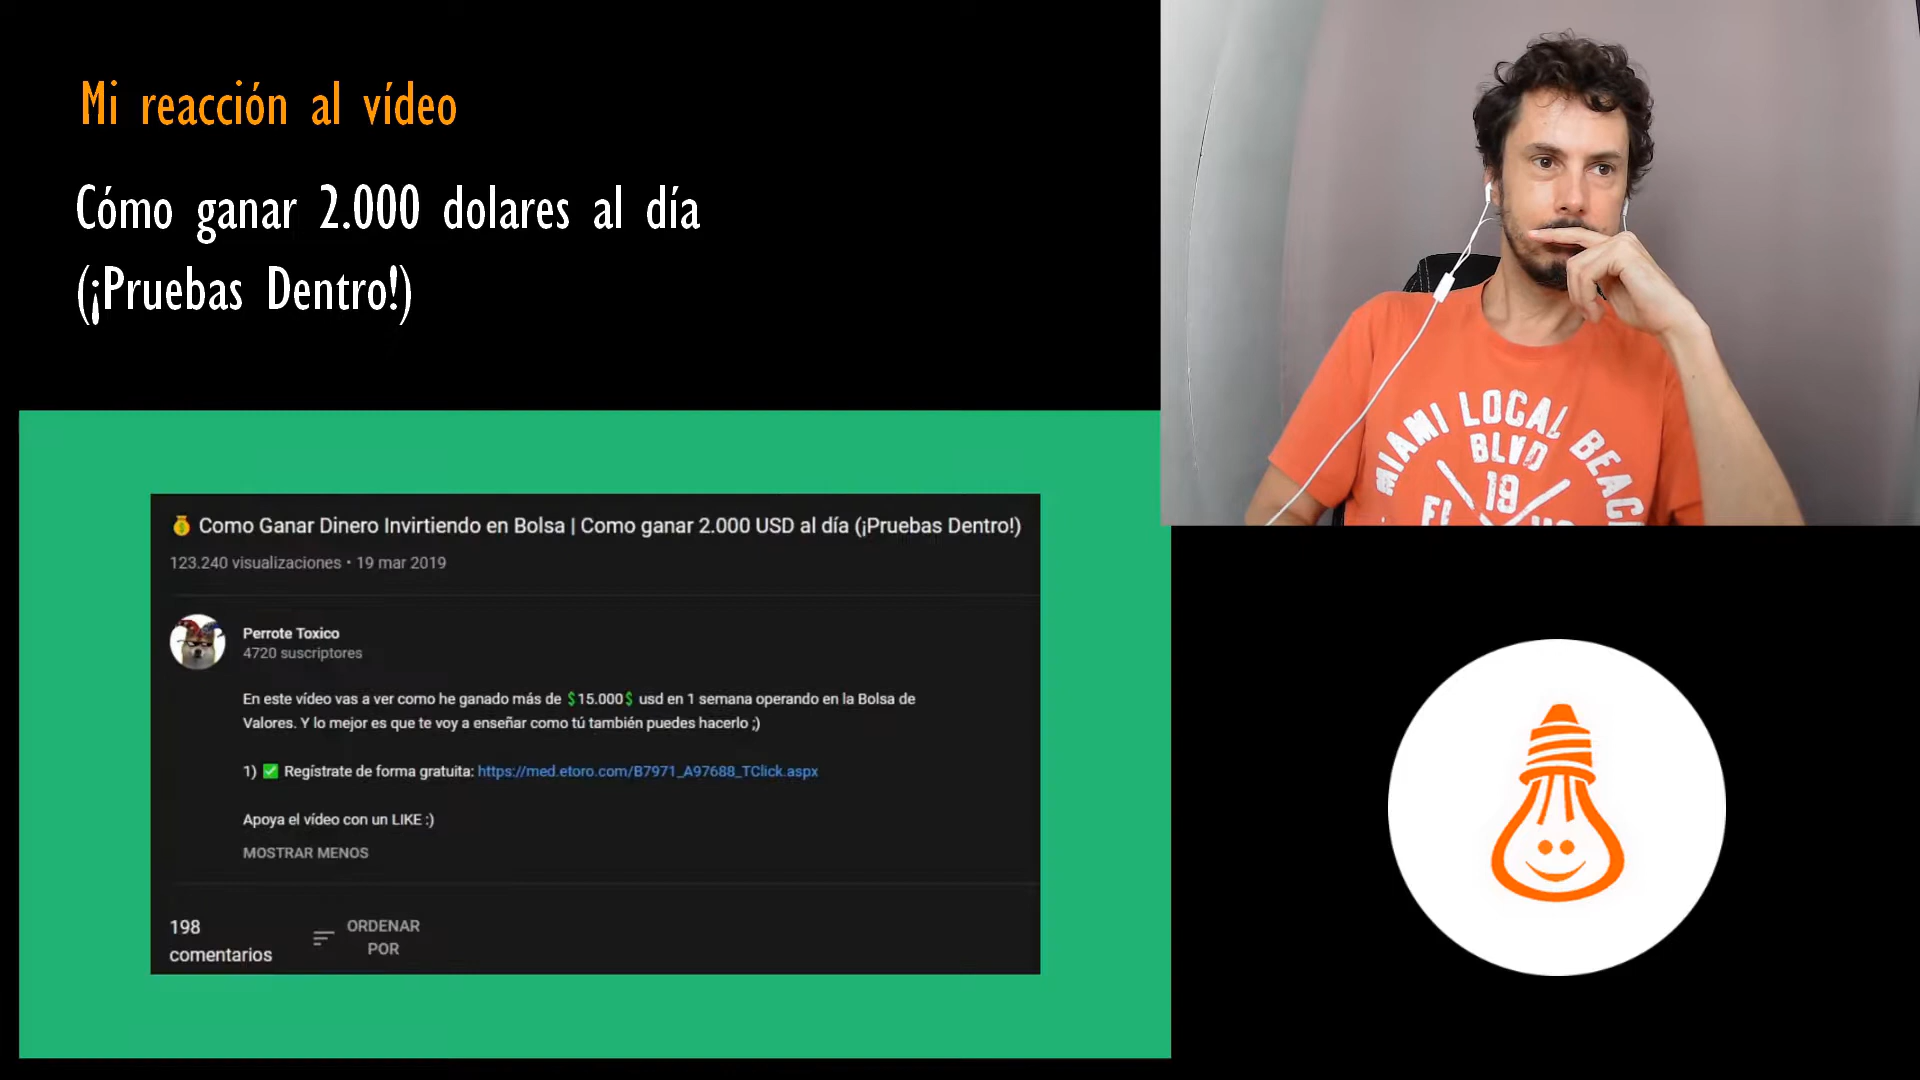 Mi reacción al vídeo
Cómo ganar 2.000 dolares al día
(¡Pruebas Dentro!)
Como Ganar Dinero Invirtiendo en Bolsa | Como ganar 2.000 USD al día (¡Pruebas Dentro!)
123.240 visualizaciones • 19 mar 2019
Perrote Toxico
4720 suscriptores
En este vídeo vas a ver como he ganado más de $15.000$ usd en 1 semana operando en la Bolsa de
Valores. Y lo mejor es que te voy a enseñar como tú también puedes hacerlo ;)
1) ✅ Regístrate de forma gratuita: https://med.etoro.com/B7971_A97688_TClick.aspx
Apoya el vídeo con un LIKE :)
MOSTRAR MENOS
198
comentarios
ORDENAR
POR
MIAMI LOCAL BEAC
BLVD
19